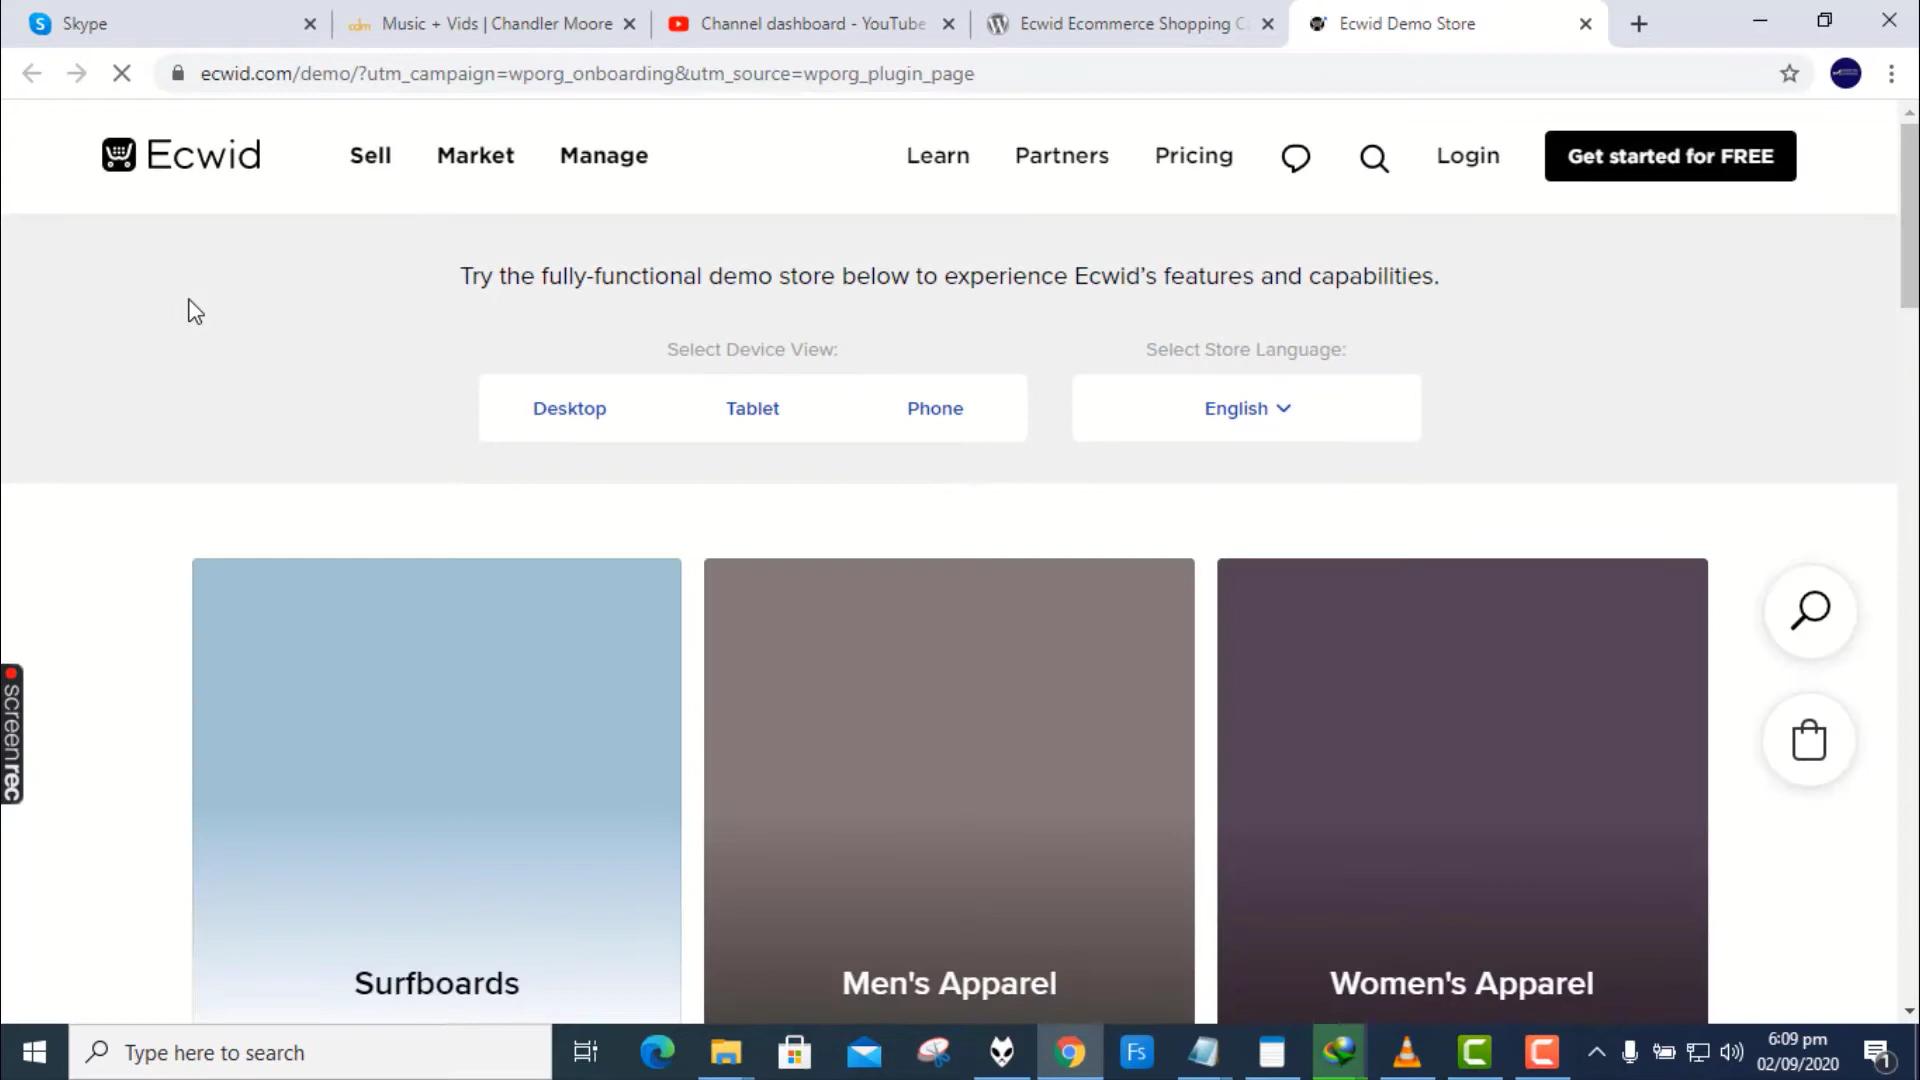 Skype
Music + Vids | Chandler Moore
Channel dashboard - YouTube
Ecwid Ecommerce Shopping C
Ecwid Demo Store
ecwid.com/demo/?utm_campaign=wporg_onboarding&utm_source=wporg_plugin_page
Ecwid
Sell
Market
Manage
Learn
Partners
Pricing
Login
Get started for FREE
Try the fully-functional demo store below to experience Ecwid's features and capabilities.
Select Device View:
Select Store Language:
Desktop
Tablet
Phone
English
screenrec
Surfboards
Men's Apparel
Women's Apparel
Type here to search
Fs
6:09 pm
02/09/2020
1